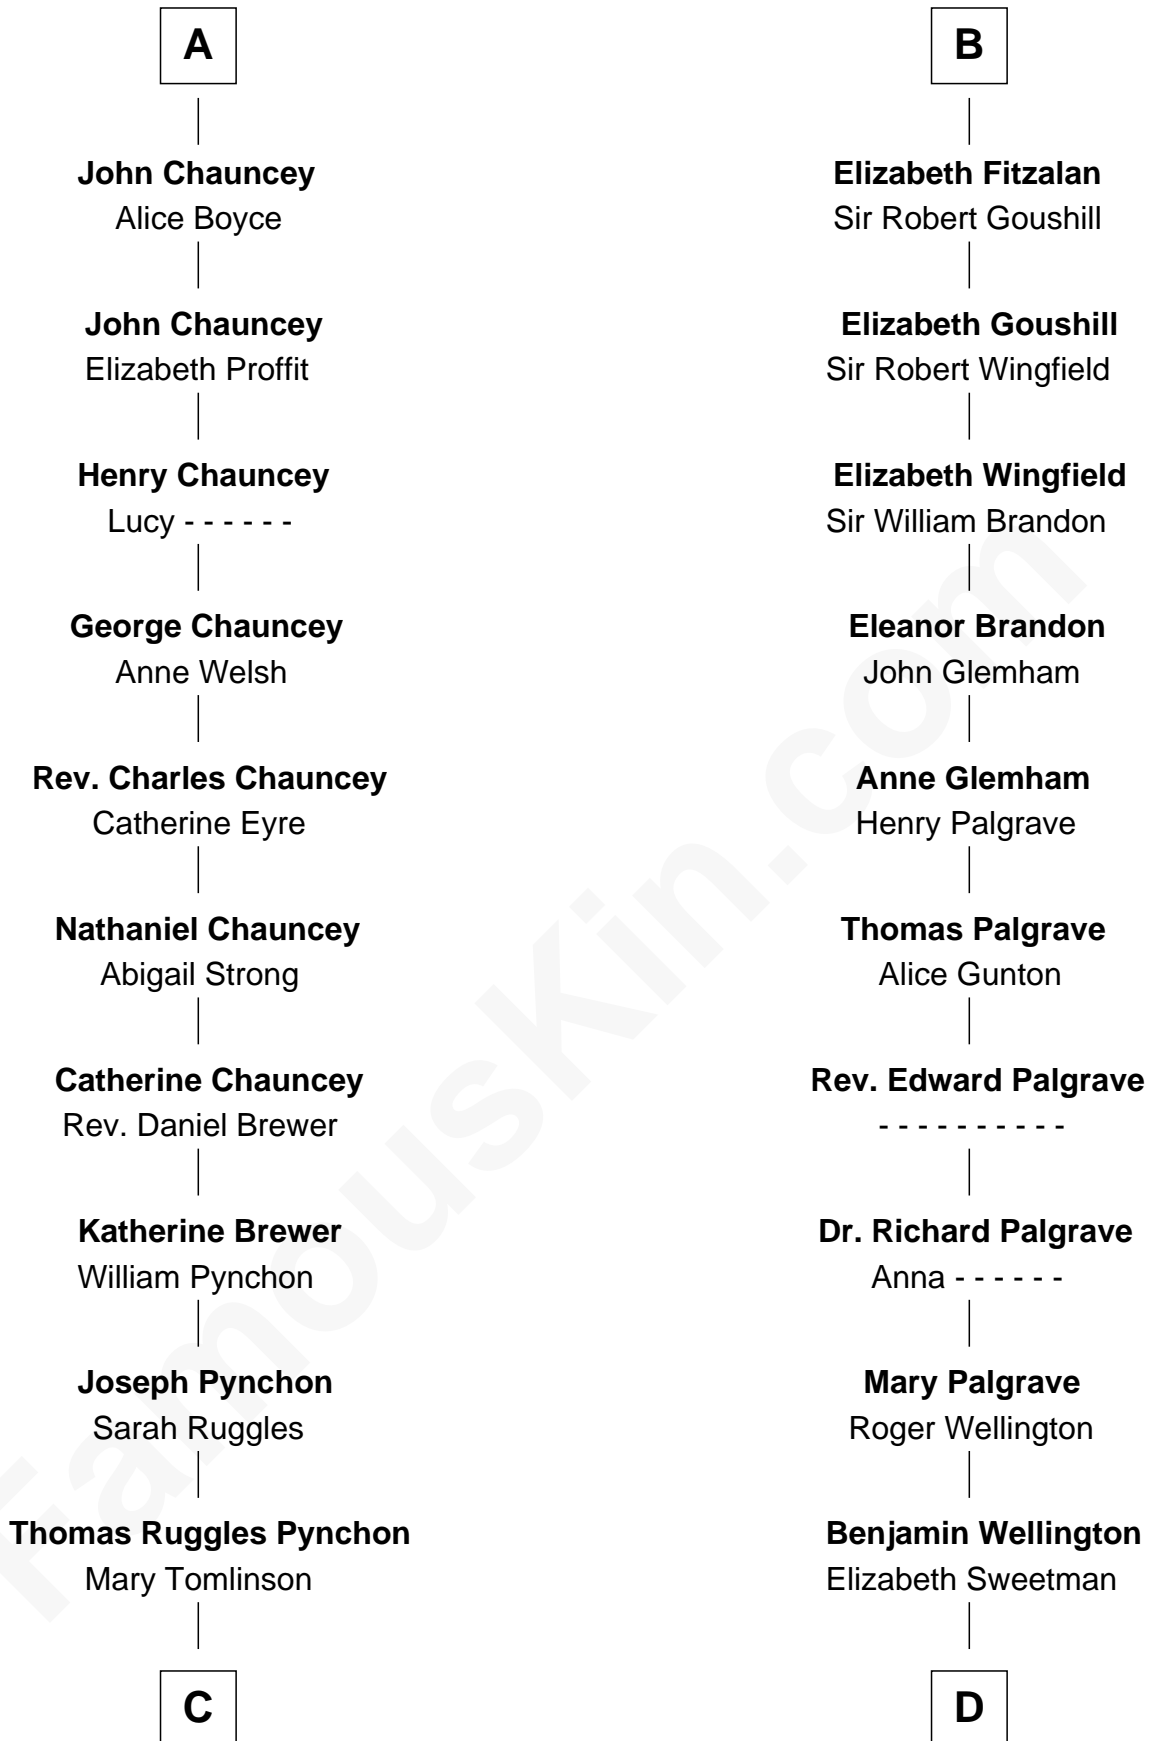 A
John Chauncey
Alice Boyce
John Chauncey
Elizabeth Proffit
Henry Chauncey
Lucy - - - - - -
George Chauncey
Anne Welsh
Rev. Charles Chauncey
Catherine Eyre
Nathaniel Chauncey
Abigail Strong
Catherine Chauncey
Rev. Daniel Brewer
Katherine Brewer
William Pynchon
Joseph Pynchon
Sarah Ruggles
Thomas Ruggles Pynchon
Mary Tomlinson
C
B
Elizabeth Fitzalan
Sir Robert Goushill
Elizabeth Goushill
Sir Robert Wingfield
Elizabeth Wingfield
Sir William Brandon
Eleanor Brandon
John Glemham
Anne Glemham
Henry Palgrave
Thomas Palgrave
Alice Gunton
Rev. Edward Palgrave
- - - - - - - - - -
Dr. Richard Palgrave
Anna - - - - - -
Mary Palgrave
Roger Wellington
Benjamin Wellington
Elizabeth Sweetman
D
FamousKin.com